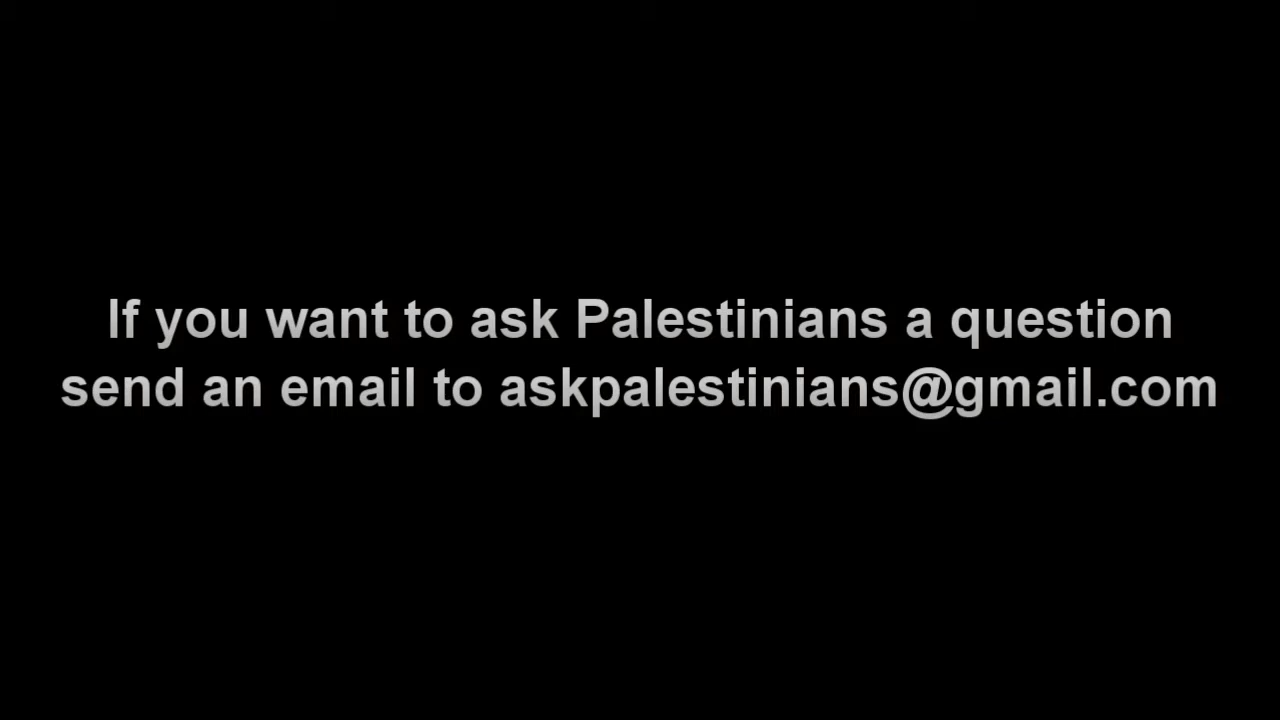 If you want to ask Palestinians a question
send an email to askpalestinians@gmail.com